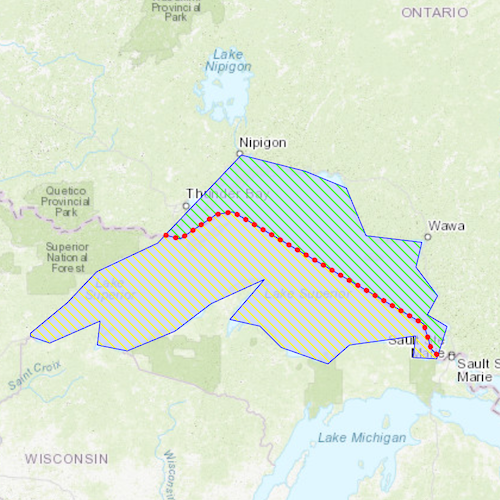 Provincial
Park
ONTARIO
Lake
Nipigon
Nipigon
Quetico
Provincial
Park
Thunder Bay
Wawa
Superior
National
Forest
Lake
Superior
Lake Superior
Sault Ste
Marie
Sault S
Marie
Saint Croix
Lake Michigan
WISCONSIN
Wisconsin